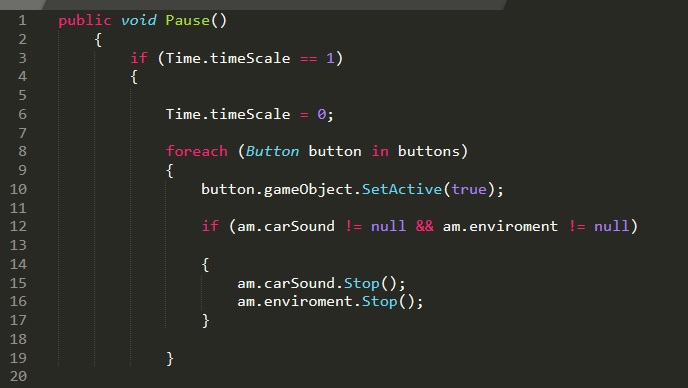 1 public void Pause()
2 {
3 if (Time.timeScale == 1)
4 {
5
6 Time.timeScale = 0;
7
8 foreach (Button button in buttons)
9 {
10 button.gameObject.SetActive(true);
11
12 if (am.carSound != null && am.enviroment != null)
13
14 {
15 am.carSound.Stop();
16 am.enviroment.Stop();
17 }
18
19 }
20